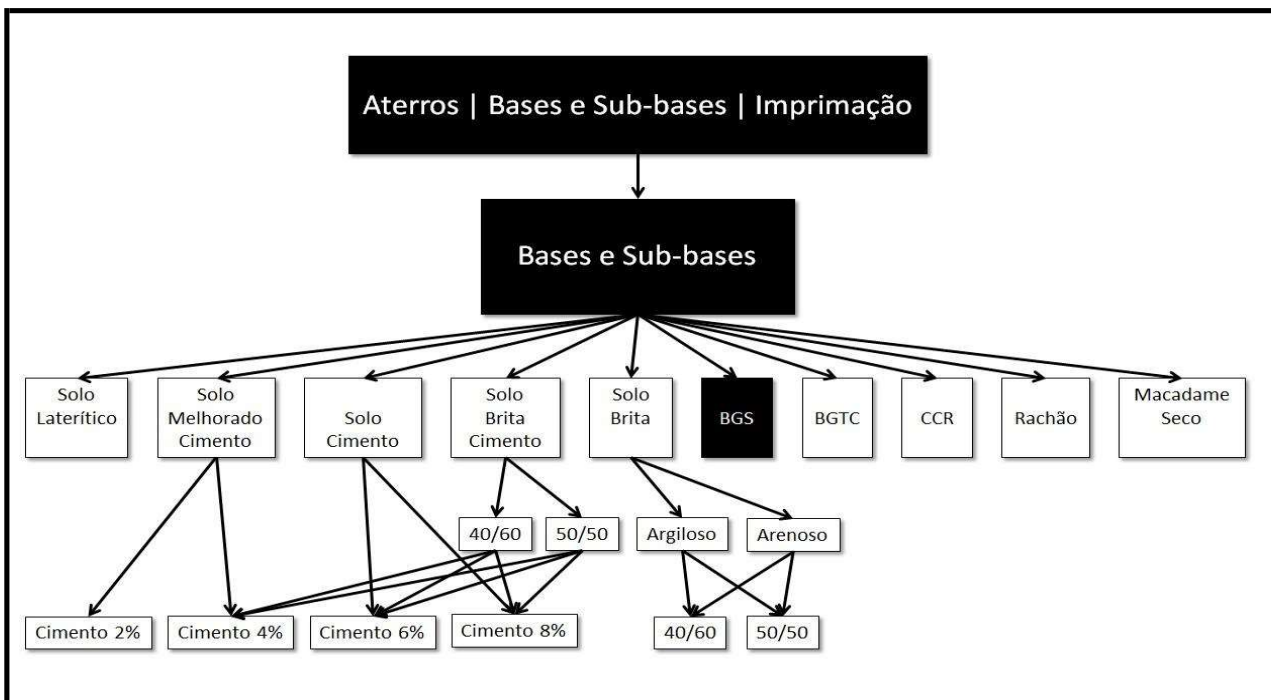 Aterros | Bases e Sub-bases | Imprimação
Bases e Sub-bases
Solo
Laterítico
Solo
Melhorado
Cimento
Solo
Cimento
Solo
Brita
Cimento
Solo
Brita
BGS
BGTC
CCR
Rachão
Macadame
Seco
40/60
50/50
Argiloso
Arenoso
Cimento 2%
Cimento 4%
Cimento 6%
Cimento 8%
40/60
50/50